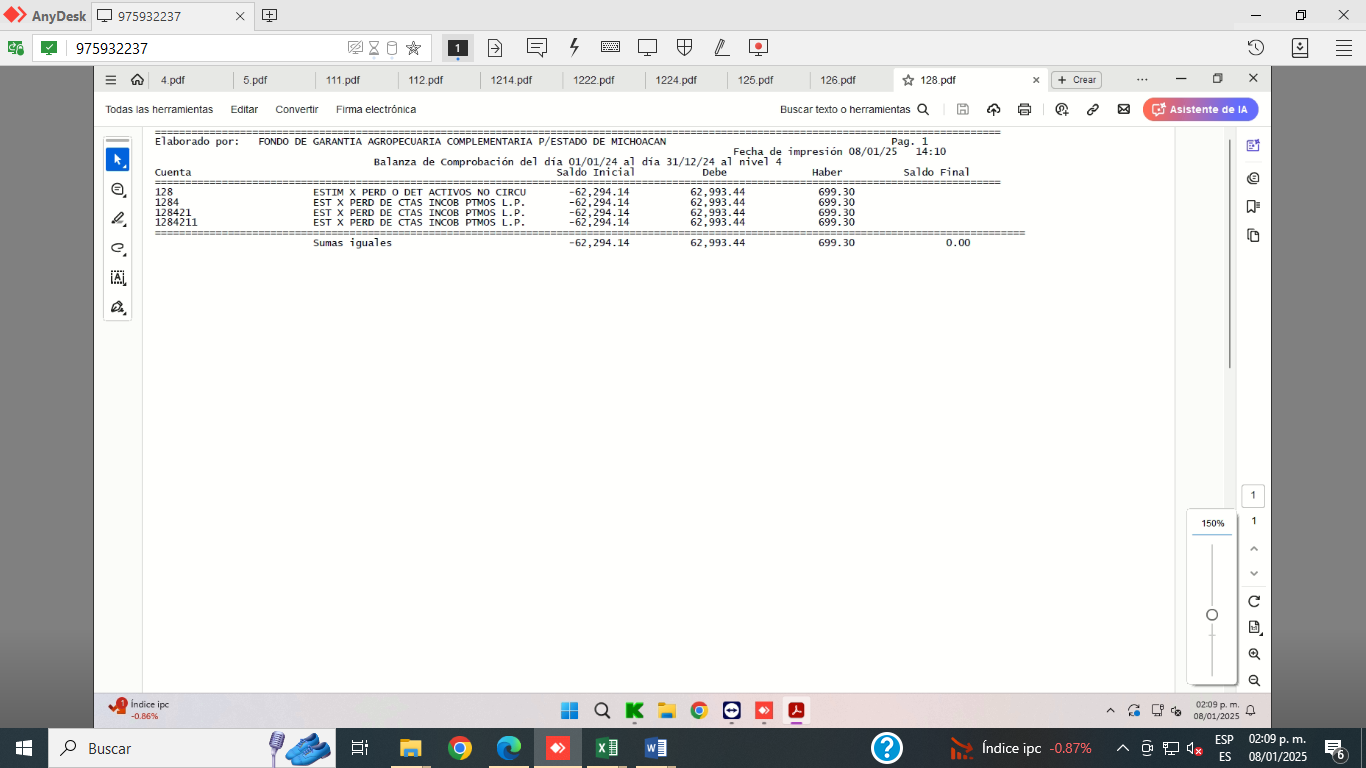 AnyDesk 975932237
975932237 1
4.pdf 5.pdf 111.pdf 112.pdf 1214.pdf 1222.pdf 1224.pdf 125.pdf 126.pdf 128.pdf Crear
Todas las herramientas Editar Convertir Firma electrónica Buscar texto o herramientas Asistente de IA
Elaborado por: FONDO DE GARANTIA AGROPECUARIA COMPLEMENTARIA P/ESTADO DE MICHOACAN Pag. 1
Fecha de impresión 08/01/25 14:10
Balanza de Comprobación del día 01/01/24 al día 31/12/24 al nivel 4
Cuenta Saldo Inicial Debe Haber Saldo Final
128 ESTIM X PERD O DET ACTIVOS NO CIRCU -62,294.14 62,993.44 699.30
1284 EST X PERD DE CTAS INCOB PTMOS L.P. -62,294.14 62,993.44 699.30
128421 EST X PERD DE CTAS INCOB PTMOS L.P. -62,294.14 62,993.44 699.30
1284211 EST X PERD DE CTAS INCOB PTMOS L.P. -62,294.14 62,993.44 699.30
Sumas iguales -62,294.14 62,993.44 699.30 0.00
1
150% 1
1 Índice ipc
-0.86%
02:09 p. m.
08/01/2025
Buscar
Índice ipc -0.87%
ESP
ES
02:09 p. m.
08/01/2025
6